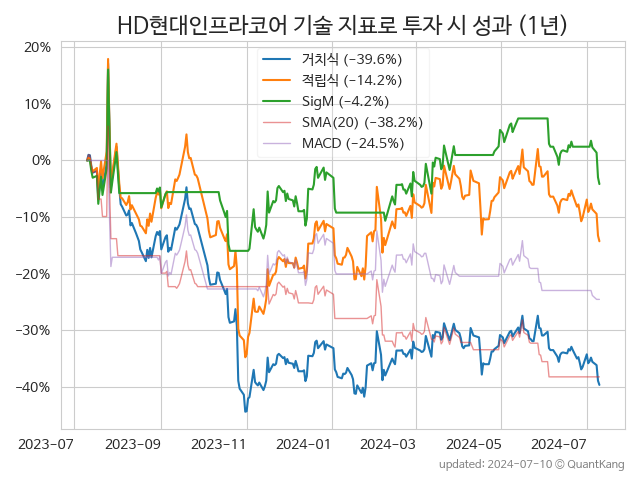 HD현대인프라코어 기술 지표로 투자 시 성과 (1년)
거치식 (−39.6%)
적립식 (−14.2%)
SigM (−4.2%)
SMA(20) (−38.2%)
MACD (−24.5%)
20%
10%
0%
−10%
−20%
−30%
−40%
2023-07 2023-09 2023-11 2024-01 2024-03 2024-05 2024-07
updated: 2024-07-10 © QuantKang